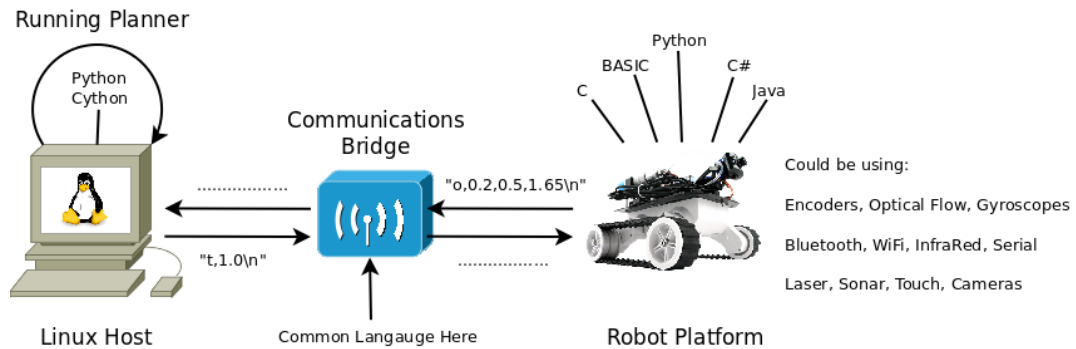 Running Planner
Python
Cython
Communications
Bridge
"t,1.0\n"
"o,0.2,0.5,1.65\n"
Common Langauge Here
Linux Host
C
BASIC
Python
C#
Java
Robot Platform
Could be using:
Encoders, Optical Flow, Gyroscopes
Bluetooth, WiFi, InfraRed, Serial
Laser, Sonar, Touch, Cameras